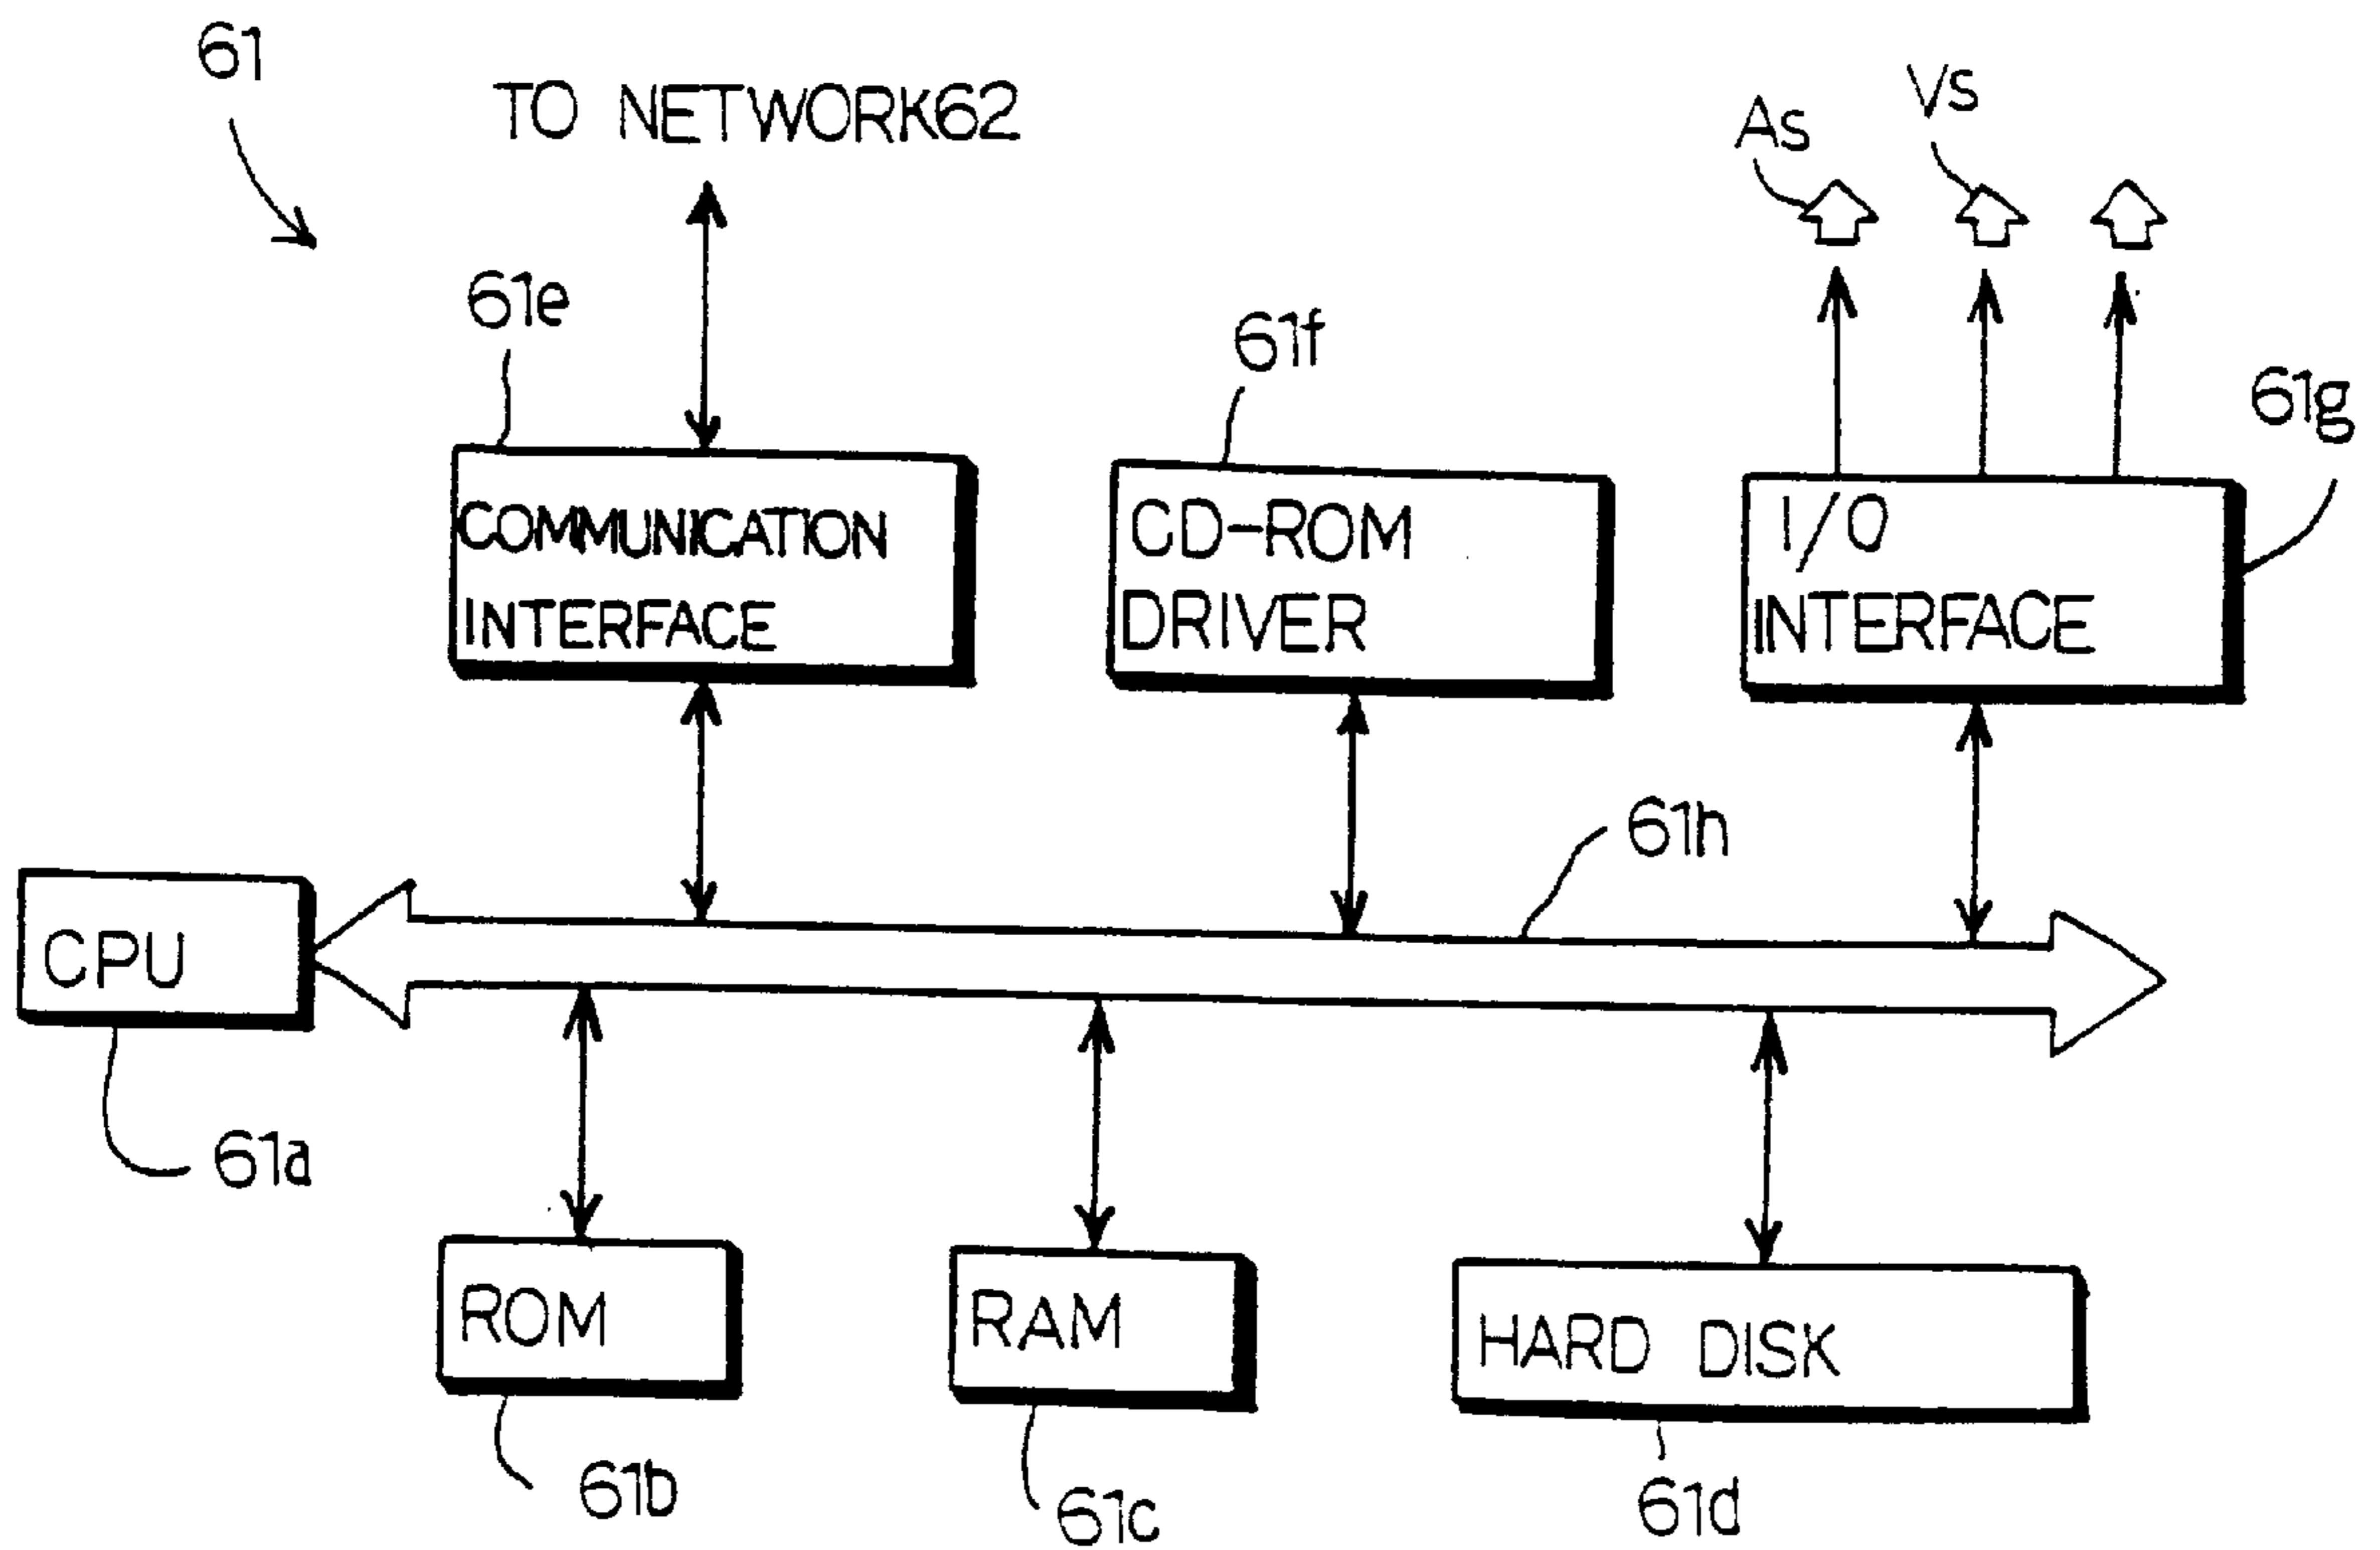 61
TO NETWORK62
As
Vs
61e
61f
61g
COMMUNICATION
INTERFACE
CD-ROM
DRIVER
I/O
INTERFACE
61h
CPU
61a
ROM
RAM
HARD DISK
61b
61c
61d